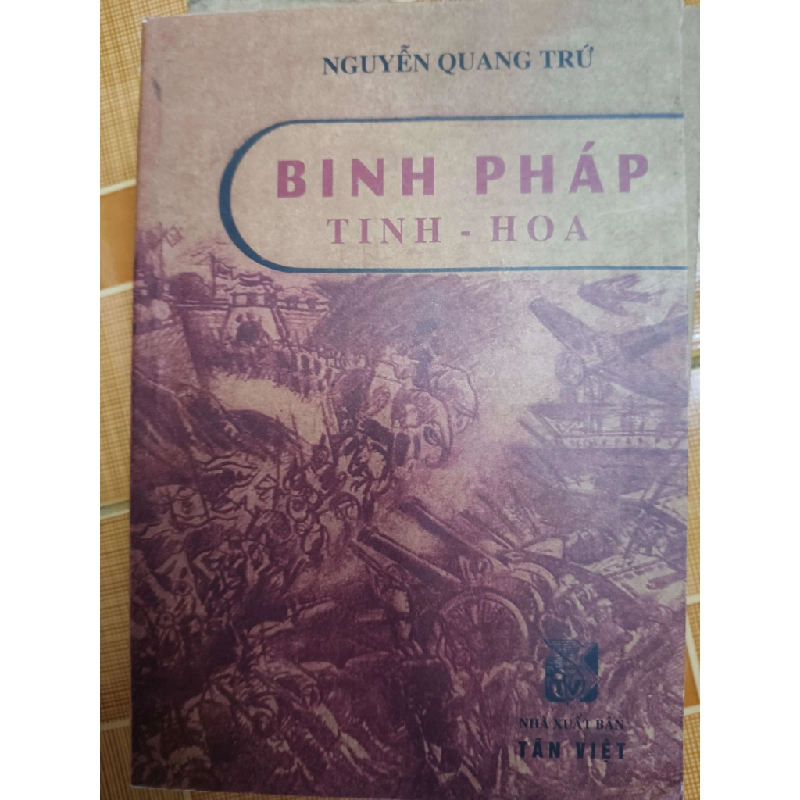 NGUYỄN QUANG TRỨ
BINH PHÁP
TINH - HOA
NHÀ XUẤT BẢN
TÂN VIỆT